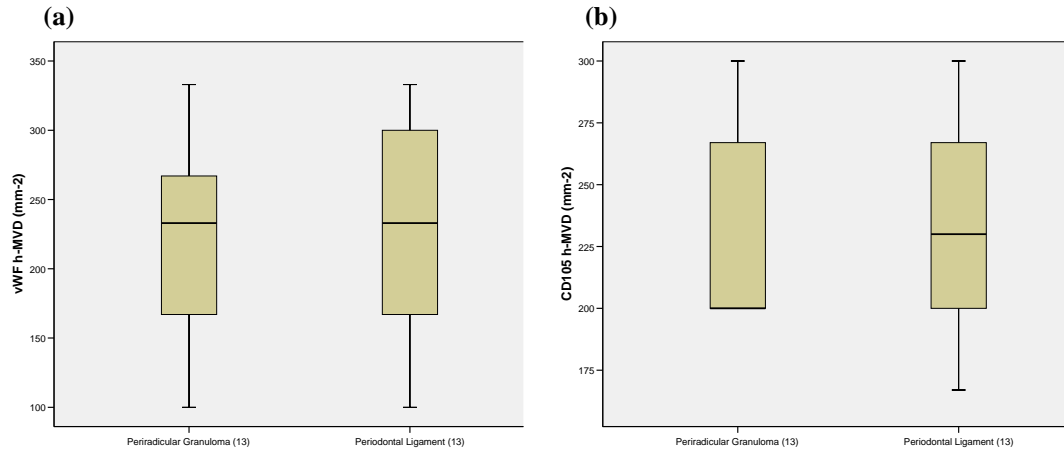 (a)
350
300
250
200
150
100
vWF h-MVD (mm-2)
Periradicular Granuloma (13)
Periodontal Ligament (13)
(b)
300
275
250
225
200
175
CD105 h-MVD (mm-2)
Periradicular Granuloma (13)
Periodontal Ligament (13)